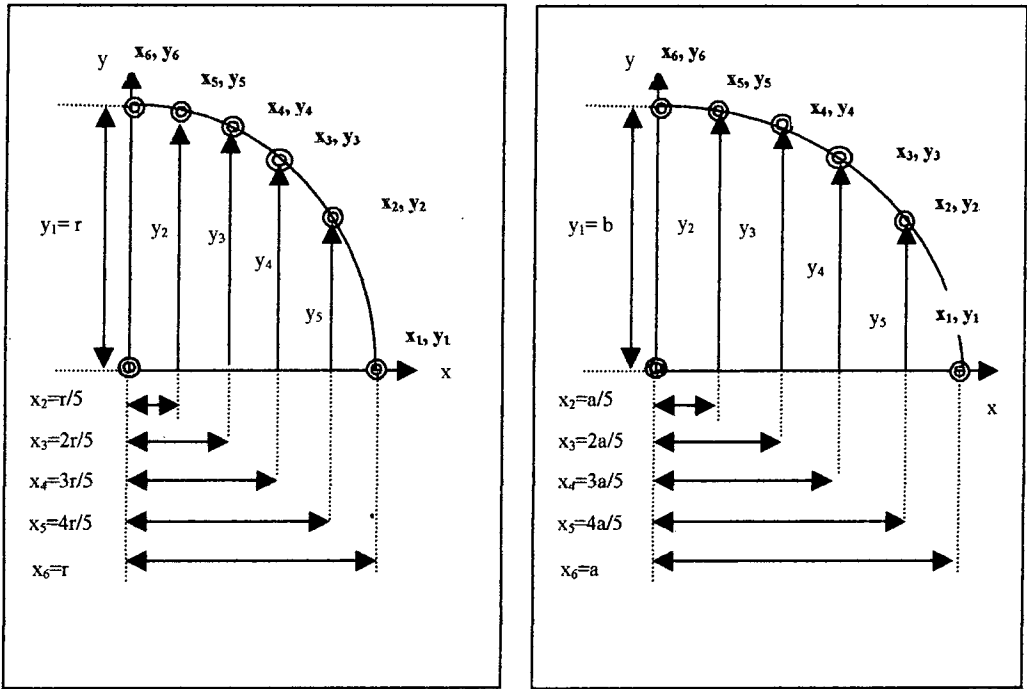 y
x₆, y₆
x₅, y₅
x₄, y₄
x₃, y₃
x₂, y₂
y₁= r
y₂
y₃
y₄
y₅
x₁, y₁
x
x₂=r/5
x₃=2r/5
x₄=3r/5
x₅=4r/5
x₆=r
y
x₆, y₆
x₅, y₅
x₄, y₄
x₃, y₃
x₂, y₂
y₁= b
y₂
y₃
y₄
y₅
x₁, y₁
x
x₂=a/5
x₃=2a/5
x₄=3a/5
x₅=4a/5
x₆=a